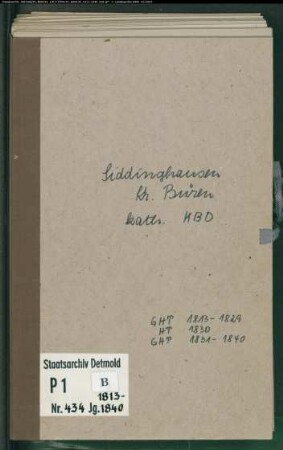 Siddinghausen
Kr. Büren
kath. KBD
GHT 1813-1829
HT 1830
GHT 1831-1840
Staatsarchiv Detmold
P1 B
1813-
Nr. 434 Jg. 1840